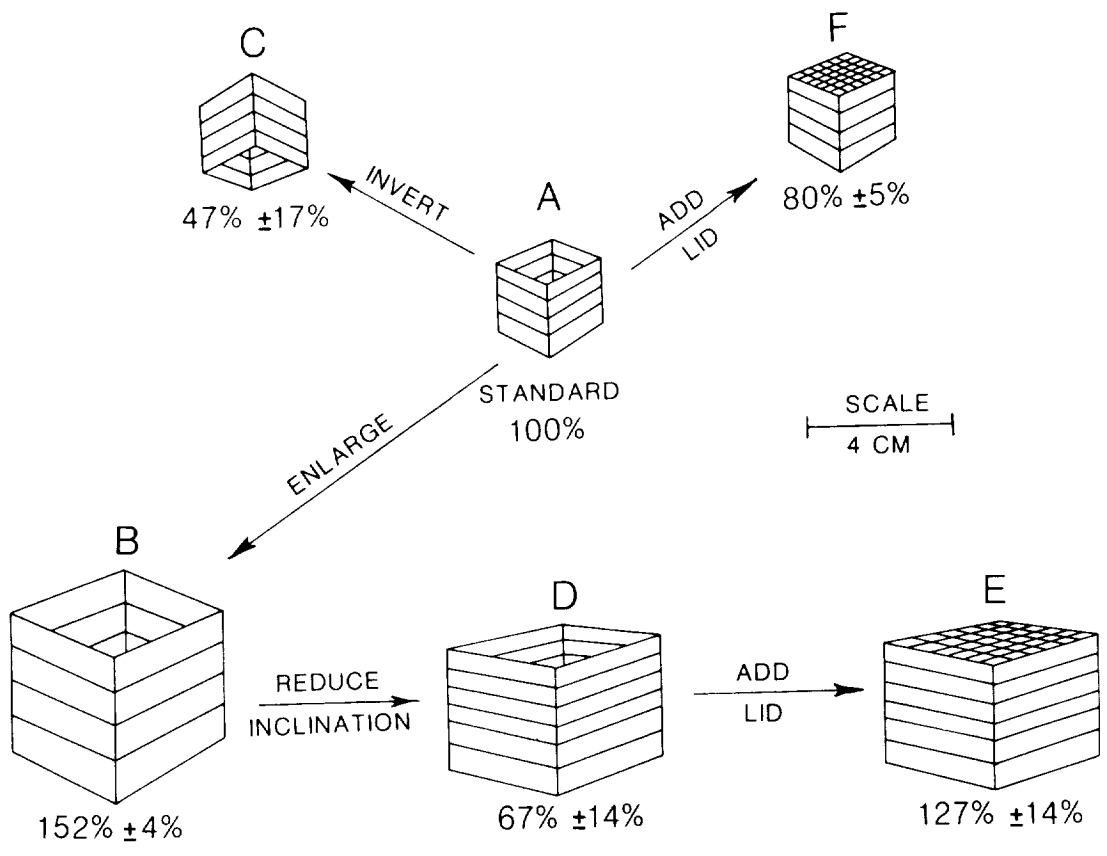 C
F
47% ±17%
INVERT
A
ADD
LID
80% ±5%
STANDARD
100%
SCALE
4 CM
ENLARGE
B
D
E
REDUCE
INCLINATION
ADD
LID
152% ±4%
67% ±14%
127% ±14%